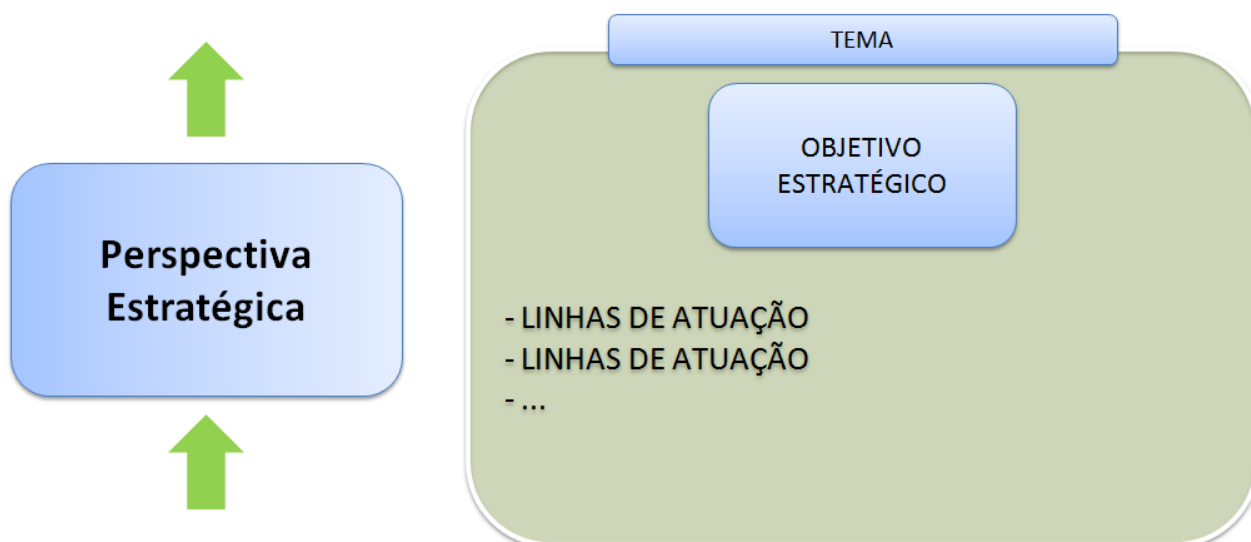 TEMA
OBJETIVO
ESTRATÉGICO
Perspectiva
Estratégica
- LINHAS DE ATUAÇÃO
- LINHAS DE ATUAÇÃO
- ...